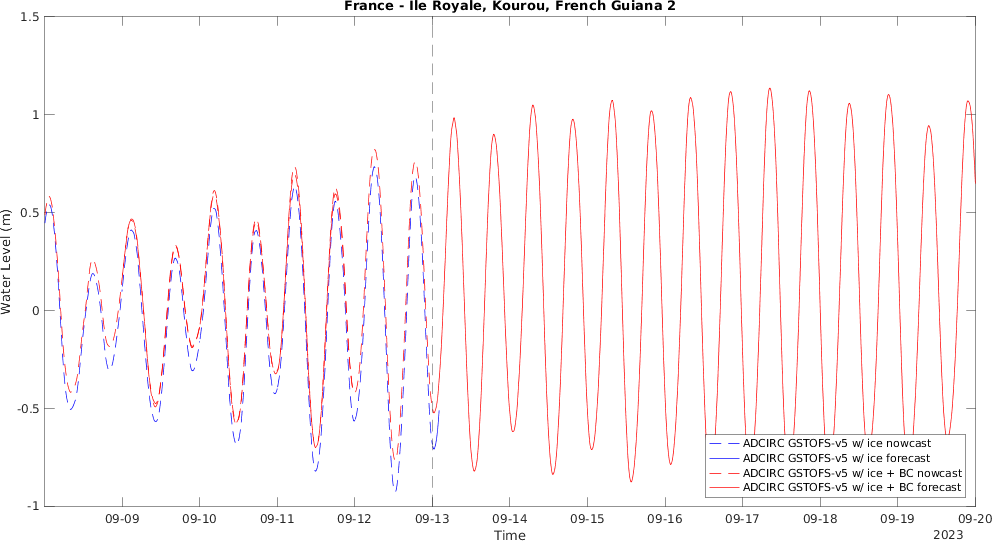 France - Ile Royale, Kourou, French Guiana 2
Water Level (m)
1.5
1
0.5
0
-0.5
-1
ADCIRC GSTOFS-v5 w/ ice nowcast
ADCIRC GSTOFS-v5 w/ ice forecast
ADCIRC GSTOFS-v5 w/ ice + BC nowcast
ADCIRC GSTOFS-v5 w/ ice + BC forecast
09-09 09-10 09-11 09-12 09-13 09-14 09-15 09-16 09-17 09-18 09-19 09-20
Time
2023